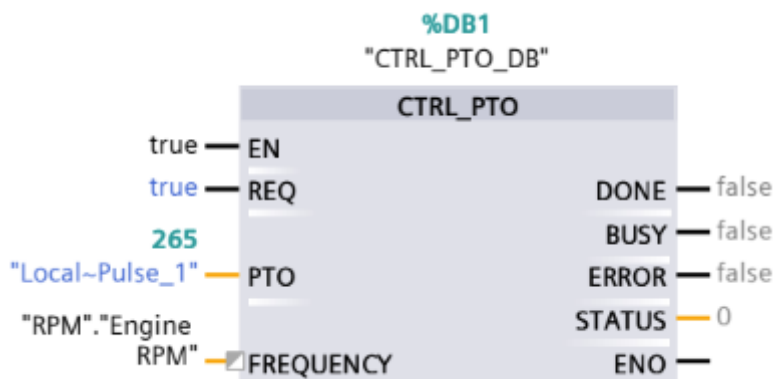 %DB1
"CTRL_PTO_DB"
CTRL_PTO
true EN
true REQ DONE false
BUSY false
265
"Local~Pulse_1" PTO ERROR false
STATUS 0
"RPM"."Engine
RPM" FREQUENCY ENO